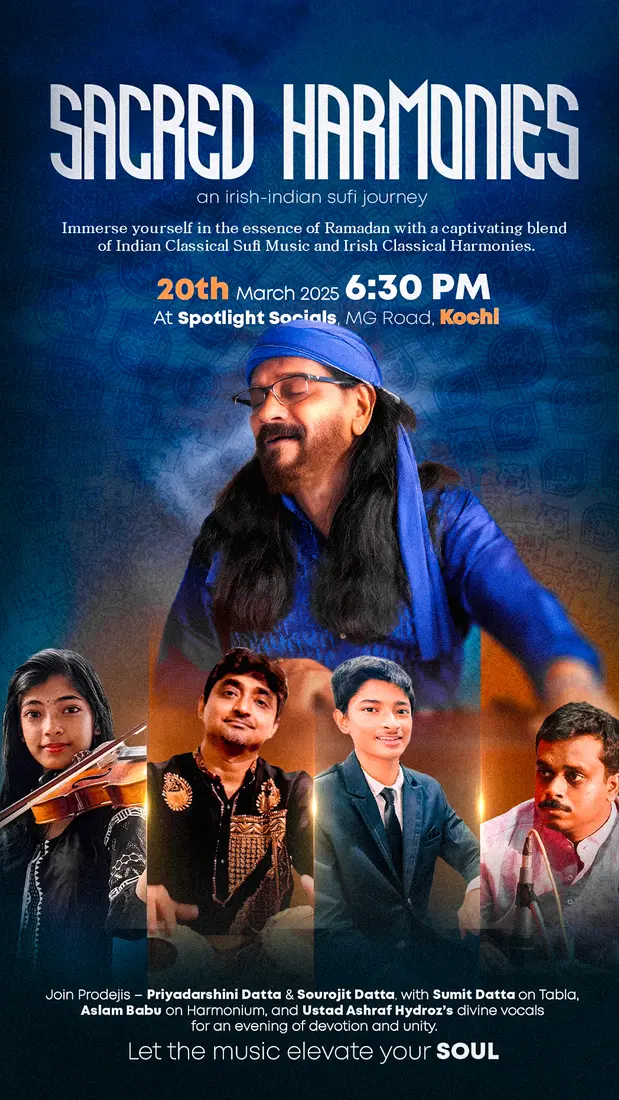 SACRED HARMONIES
an irish-indian sufi journey
Immerse yourself in the essence of Ramadan with a captivating blend
of Indian Classical Sufi Music and Irish Classical Harmonies.
20th March 2025 6:30 PM
At Spotlight Socials, MG Road, Kochi
Join Prodejis – Priyadarshini Datta & Sourojit Datta, with Sumit Datta on Tabla,
Aslam Babu on Harmonium, and Ustad Ashraf Hydroz's divine vocals
for an evening of devotion and unity.
Let the music elevate your SOUL